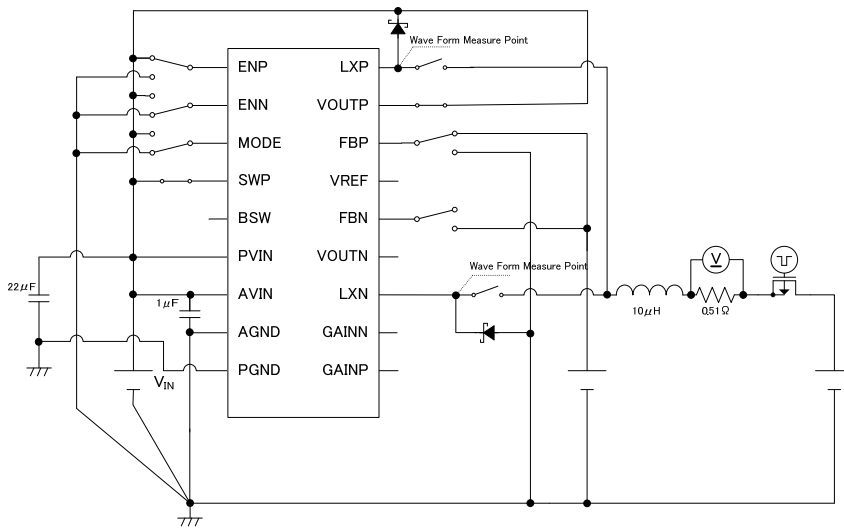 Wave Form Measure Point
ENP
LXP
ENN
VOUTP
MODE
FBP
SWP
VREF
BSW
FBN
PVIN
VOUTN
Wave Form Measure Point
V
22μF
1μF
AVIN
LXN
10μH
0.51Ω
AGND
GAINN
VIN
PGND
GAINP